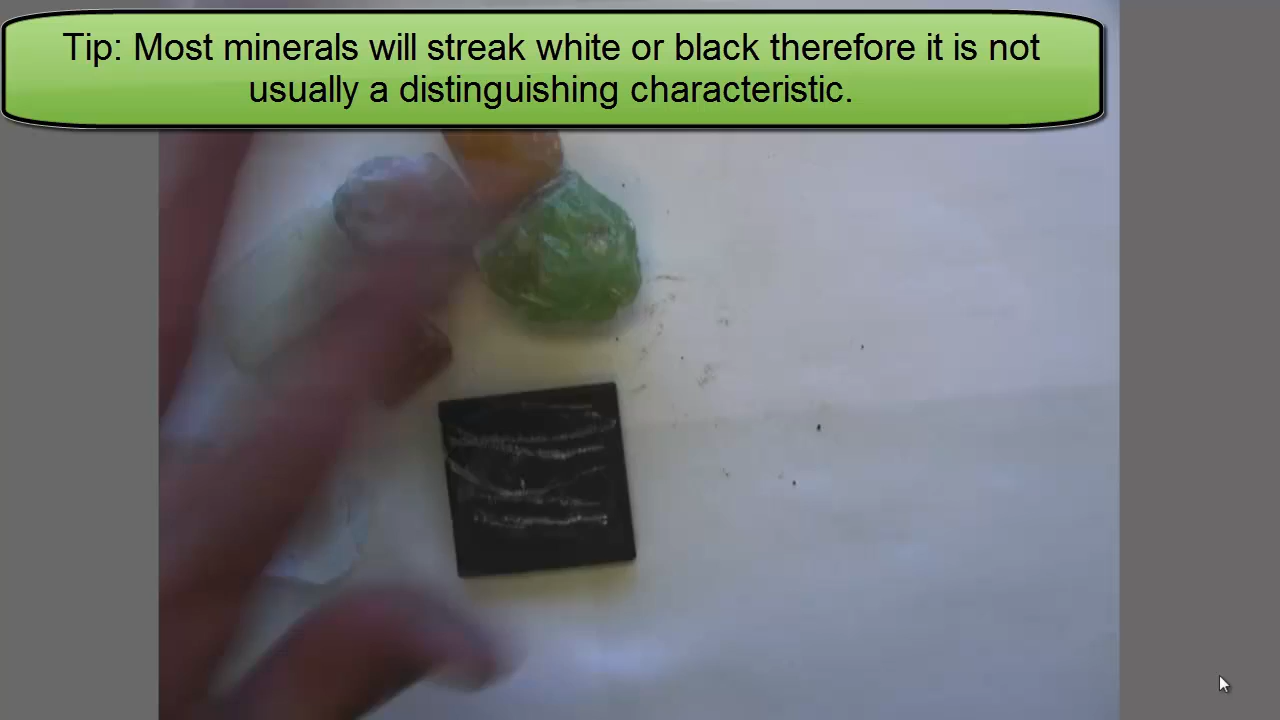 Tip: Most minerals will streak white or black therefore it is not
usually a distinguishing characteristic.